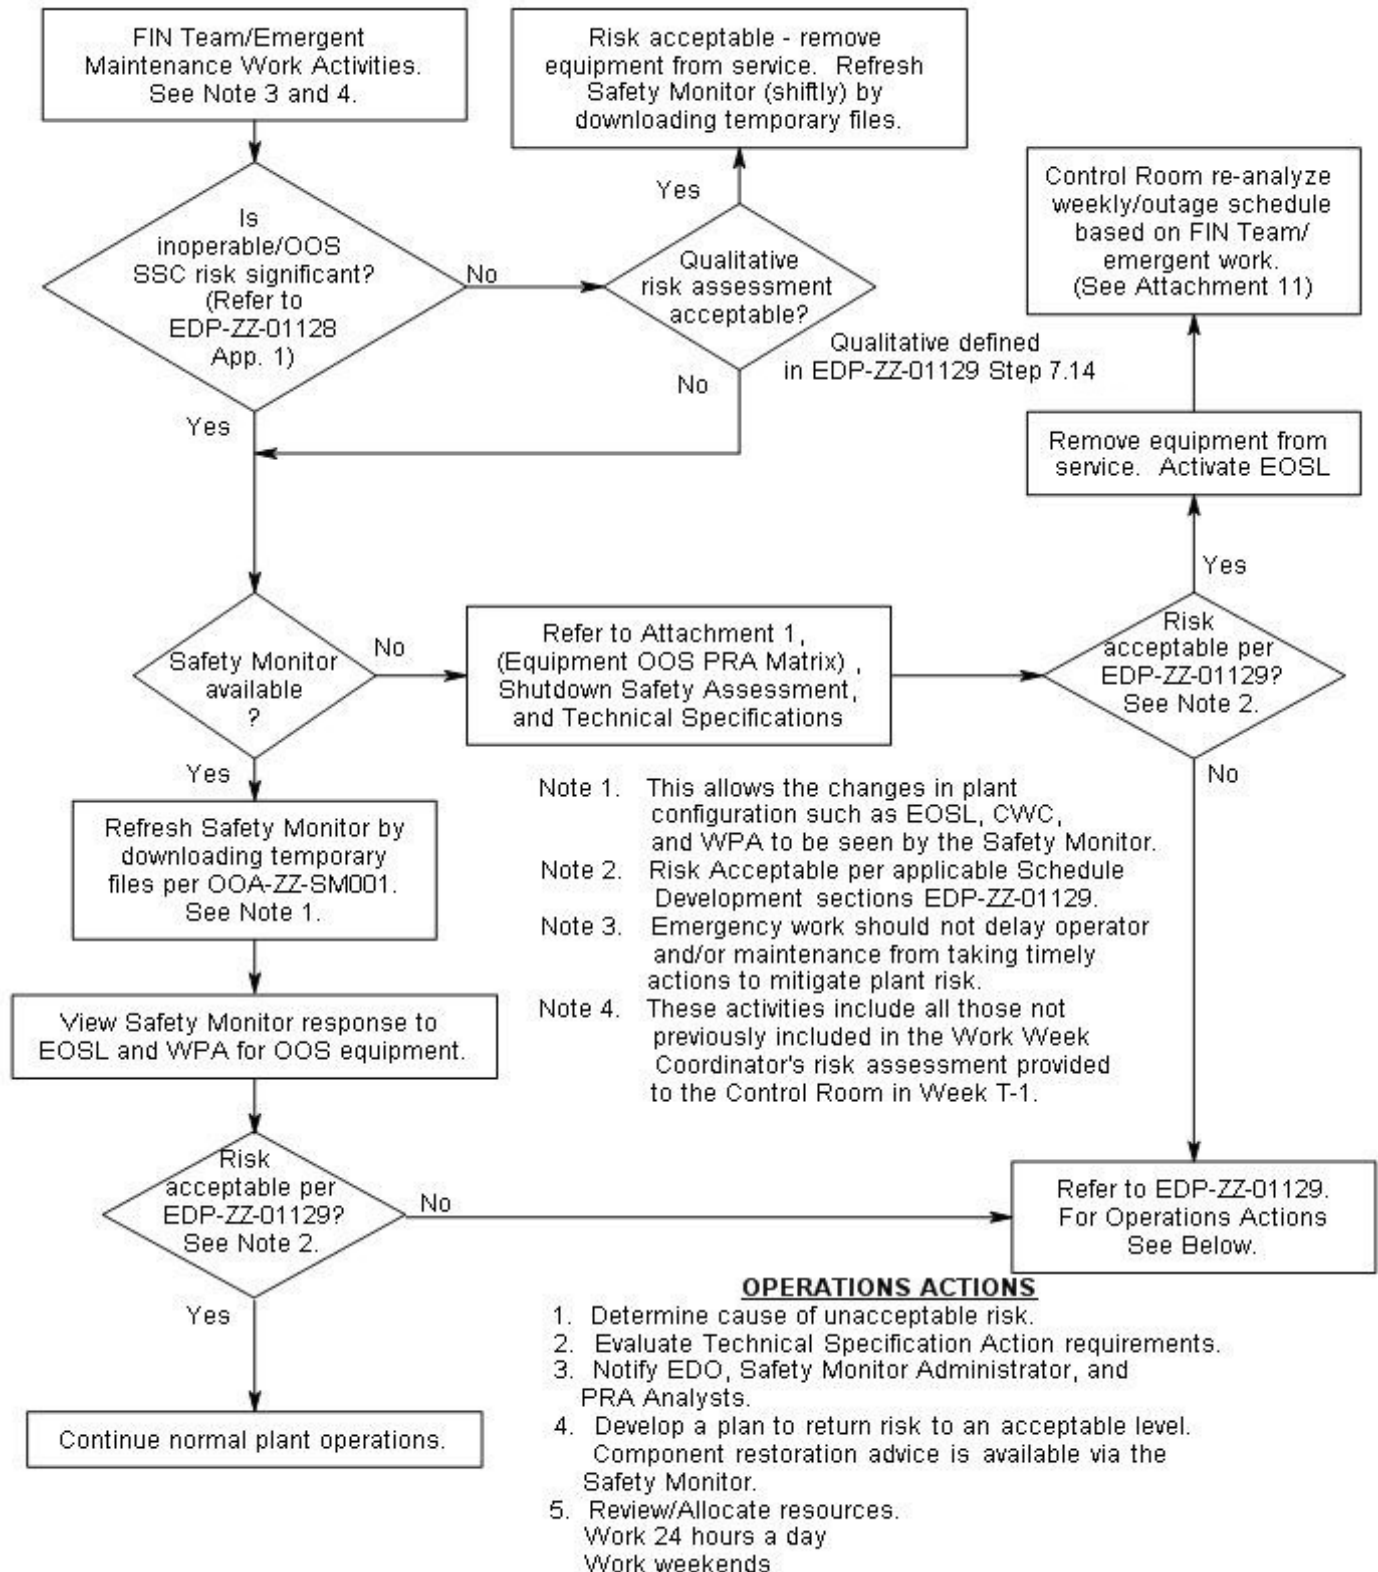 FIN Team/Emergent
Maintenance Work Activities.
See Note 3 and 4.
Risk acceptable - remove
equipment from service. Refresh
Safety Monitor (shiftly) by
downloading temporary files.
Control Room re-analyze
weekly/outage schedule
based on FIN Team/
emergent work.
(See Attachment 11)
Is
inoperable/OOS
SSC risk significant?
(Refer to
EDP-ZZ-01128
App. 1)
No
Yes
Yes
Qualitative
risk assessment
acceptable?
No
Qualitative defined
in EDP-ZZ-01129 Step 7.14
Remove equipment from
service. Activate EOSL
Yes
Safety Monitor
available
?
No
Yes
Refer to Attachment 1,
(Equipment OOS PRA Matrix) ,
Shutdown Safety Assessment,
and Technical Specifications
Risk
acceptable per
EDP-ZZ-01129?
See Note 2.
No
Refresh Safety Monitor by
downloading temporary
files per OOA-ZZ-SM001.
See Note 1.
Note 1. This allows the changes in plant
configuration such as EOSL, CWC,
and WPA to be seen by the Safety Monitor.
Note 2. Risk Acceptable per applicable Schedule
Development sections EDP-ZZ-01129.
Note 3. Emergency work should not delay operator
and/or maintenance from taking timely
actions to mitigate plant risk.
Note 4. These activities include all those not
previously included in the Work Week
Coordinator's risk assessment provided
to the Control Room in Week T-1.
View Safety Monitor response to
EOSL and WPA for OOS equipment.
Risk
acceptable per
EDP-ZZ-01129?
See Note 2.
No
Yes
Refer to EDP-ZZ-01129.
For Operations Actions
See Below.
Continue normal plant operations.
OPERATIONS ACTIONS
1. Determine cause of unacceptable risk.
2. Evaluate Technical Specification Action requirements.
3. Notify EDO, Safety Monitor Administrator, and
PRA Analysts.
4. Develop a plan to return risk to an acceptable level.
Component restoration advice is available via the
Safety Monitor.
5. Review/Allocate resources.
Work 24 hours a day
Work weekends